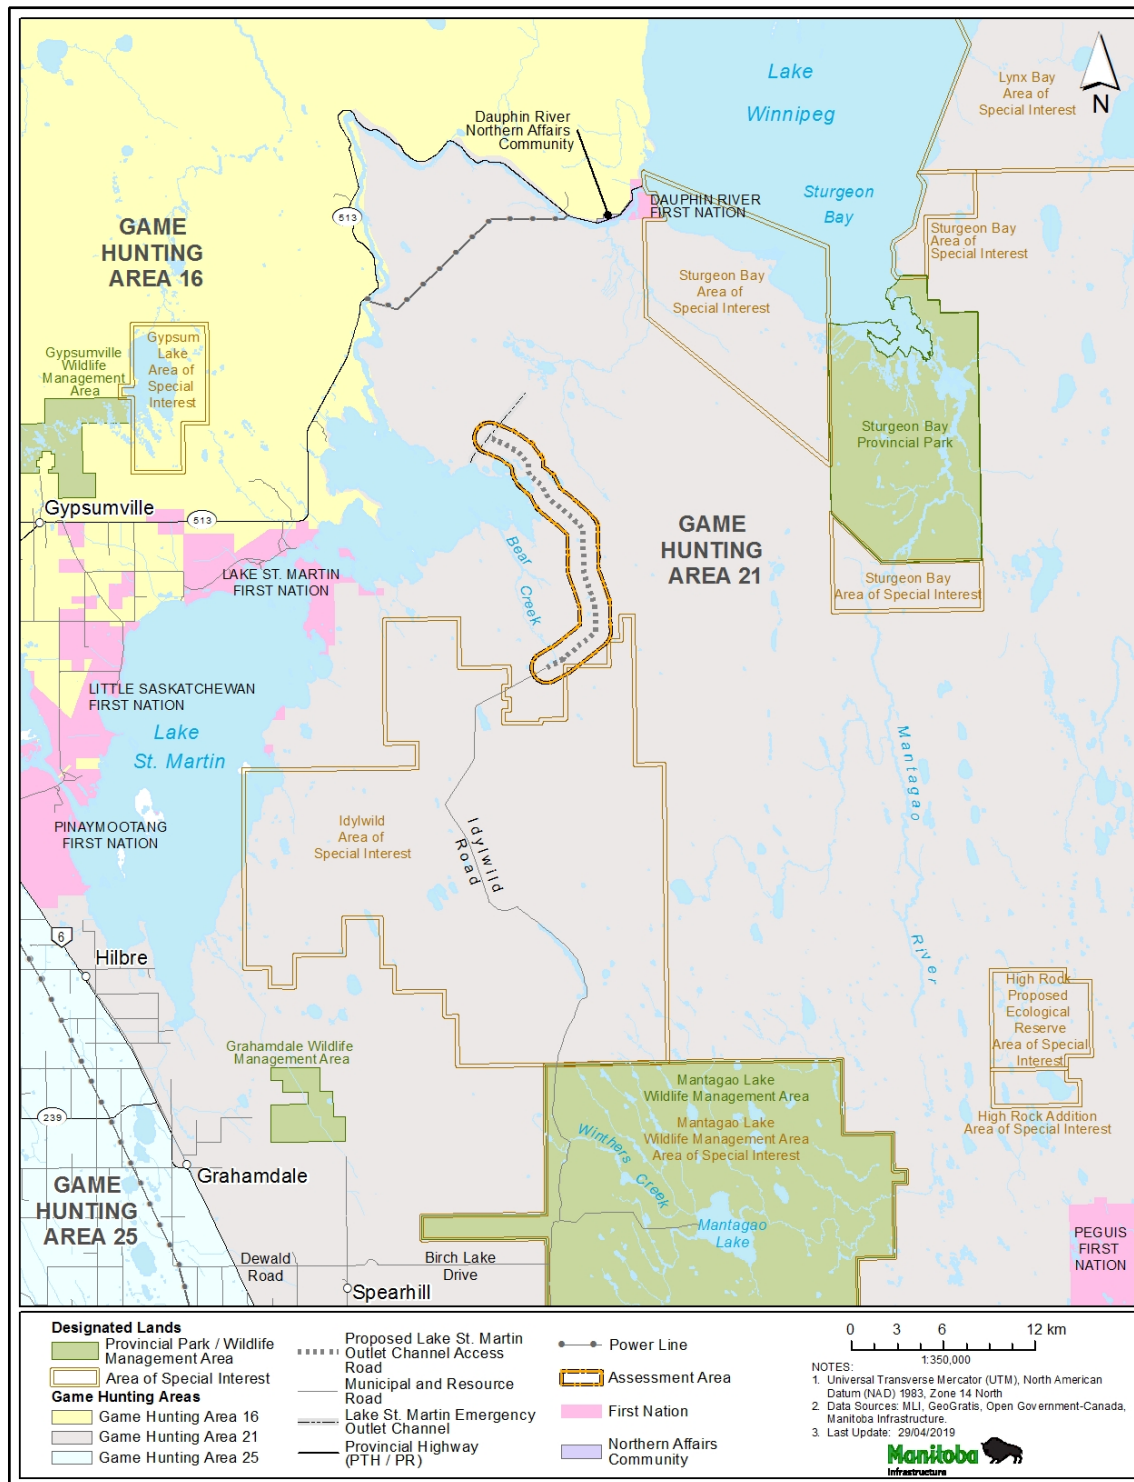 Lake
Winnipeg
Lynx Bay
Area of
Special Interest
N
Dauphin River
Northern Affairs
Community
Sturgeon
Bay
DAUPHIN RIVER
FIRST NATION
513
GAME
HUNTING
AREA 16
Sturgeon Bay
Area of
Special Interest
Sturgeon Bay
Area of
Special Interest
Gypsum
Lake
Area of
Special
Interest
Gypsumville
Wildlife
Management
Area
Sturgeon Bay
Provincial Park
Gypsumville
513
GAME
HUNTING
AREA 21
Bear
Creek
LAKE ST. MARTIN
FIRST NATION
Sturgeon Bay
Area of Special Interest
LITTLE SASKATCHEWAN
FIRST NATION
Lake
St. Martin
Mantagao
River
PINAYMOOTANG
FIRST NATION
Idylwild
Area of
Special Interest
Idylwild
Road
6
Hilbre
High Rock
Proposed
Ecological
Reserve
Area of Special
Interest
Grahamdale Wildlife
Management Area
Mantagao Lake
Wildlife Management Area
Mantagao Lake
Wildlife Management Area
Area of Special Interest
High Rock Addition
Area of Special Interest
239
Winthers
Creek
Grahamdale
GAME
HUNTING
AREA 25
Mantagao
Lake
PEGUIS
FIRST
NATION
Dewald
Road
Birch Lake
Drive
Spearhill
Designated Lands
Provincial Park / Wildlife
Management Area
Area of Special Interest
Game Hunting Areas
Game Hunting Area 16
Game Hunting Area 21
Game Hunting Area 25
Proposed Lake St. Martin
Outlet Channel Access
Road
Municipal and Resource
Road
Lake St. Martin Emergency
Outlet Channel
Provincial Highway
(PTH / PR)
Power Line
Assessment Area
First Nation
Northern Affairs
Community
0 3 6 12 km
1:350,000
NOTES:
1. Universal Transverse Mercator (UTM), North American
Datum (NAD) 1983, Zone 14 North
2. Data Sources: MLI, GeoGratis, Open Government-Canada,
Manitoba Infrastructure.
3. Last Update: 29/04/2019
Manitoba
Infrastructure